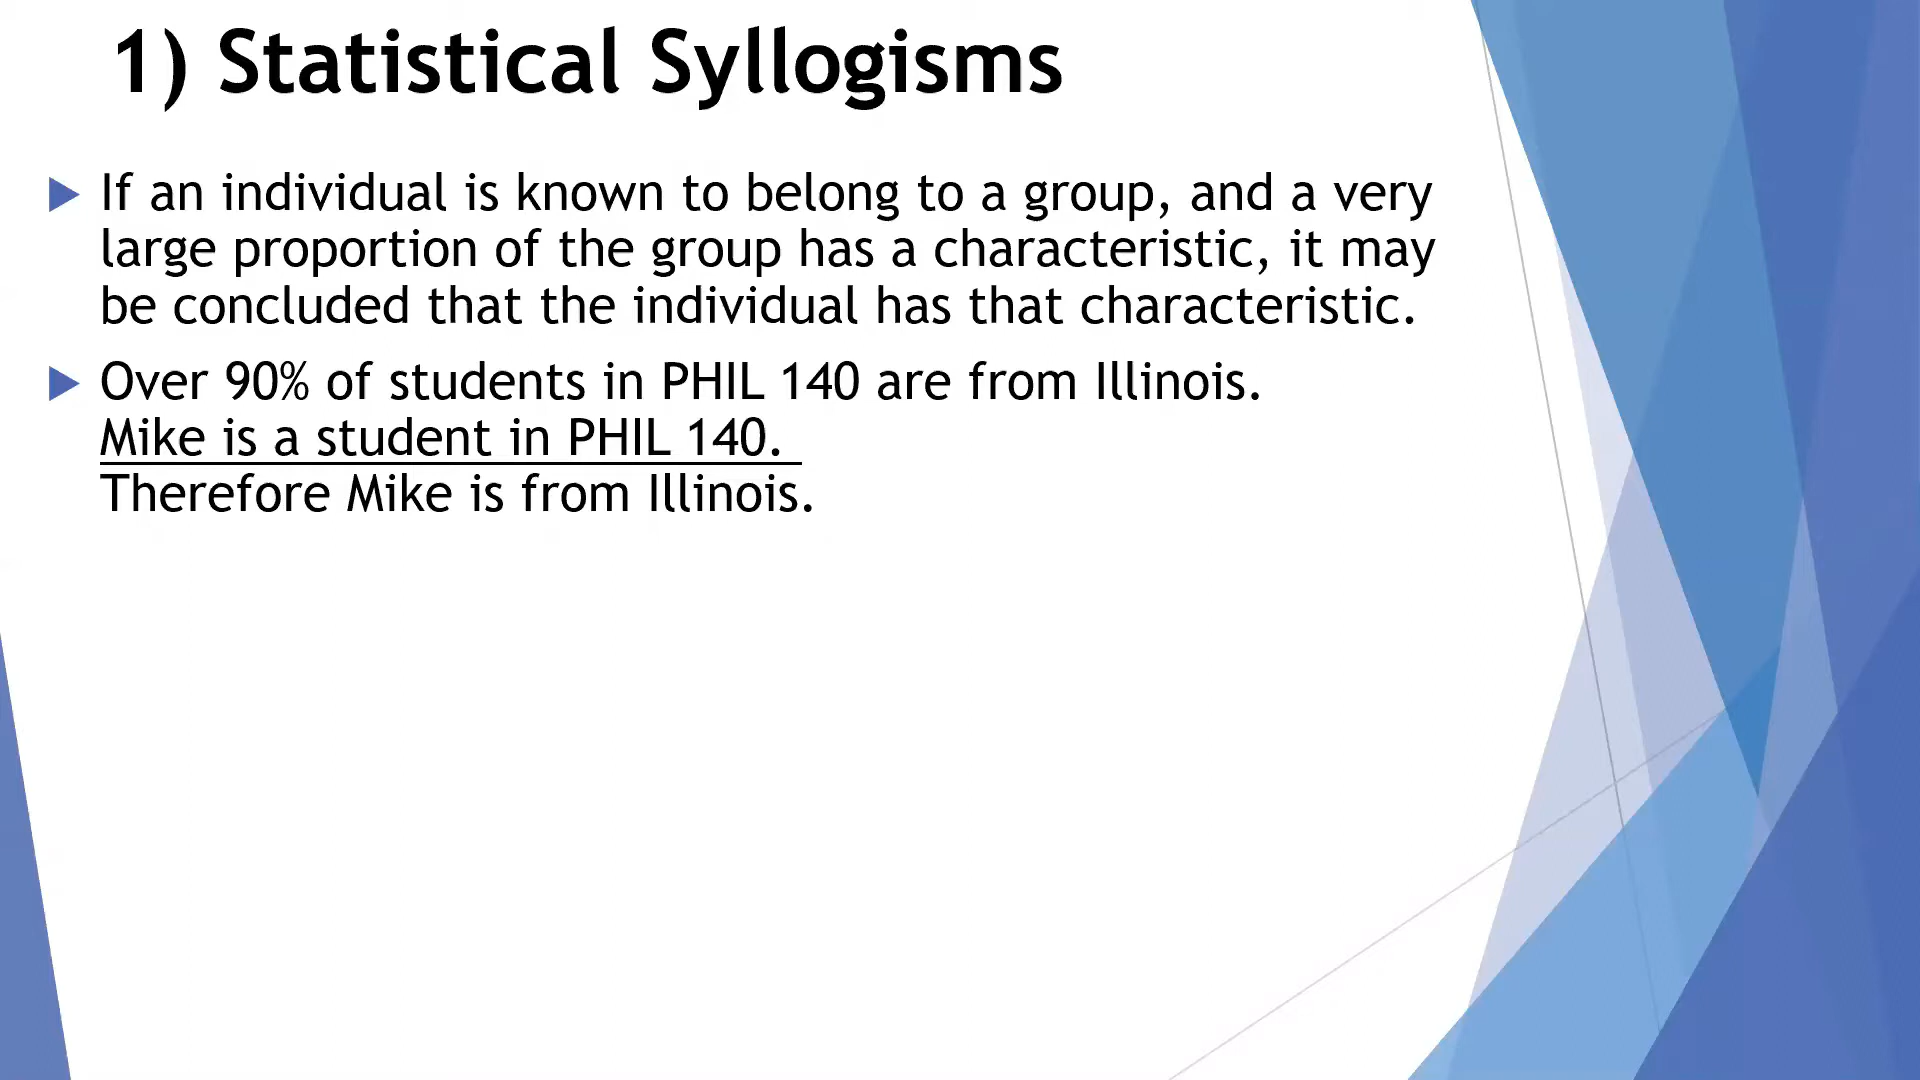 1) Statistical Syllogisms
If an individual is known to belong to a group, and a very
large proportion of the group has a characteristic, it may
be concluded that the individual has that characteristic.
Over 90% of students in PHIL 140 are from Illinois.
Mike is a student in PHIL 140.
Therefore Mike is from Illinois.